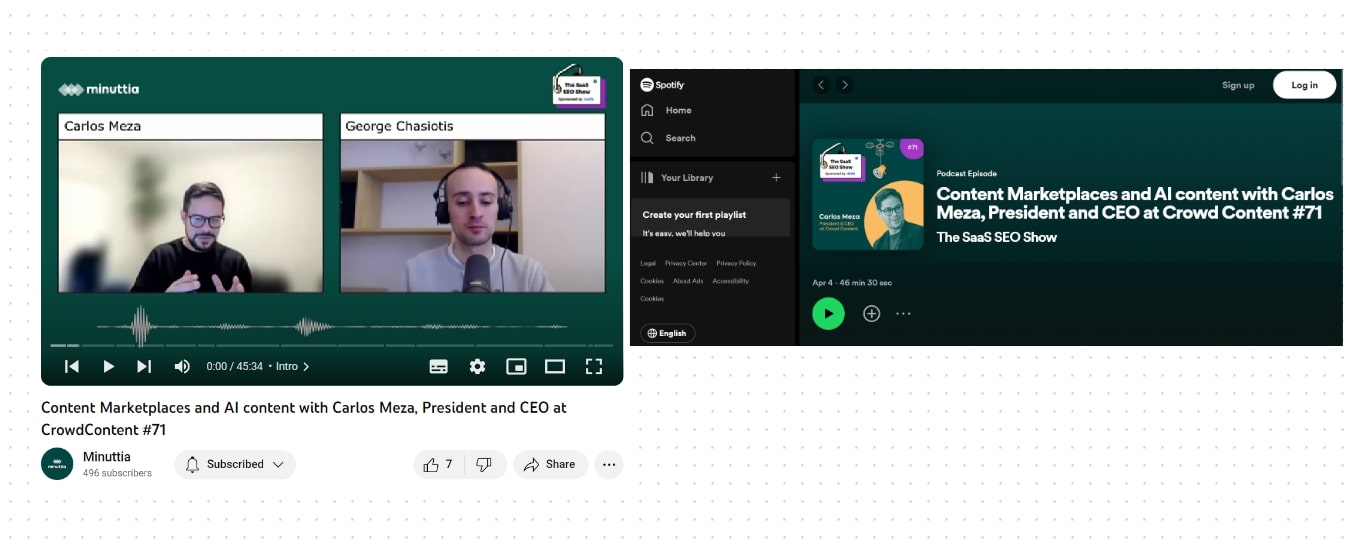 minuttia
The SaaS
SEO Show
Carlos Meza
George Chasiotis
0:00 / 45:34 • Intro
Content Marketplaces and AI content with Carlos Meza, President and CEO at
CrowdContent #71
Minuttia
496 subscribers
Subscribed
7
Share
Spotify
Home
Search
Your Library
Create your first playlist
It's easy, we'll help you
Legal Privacy Center Privacy Policy
Cookies About Ads Accessibility
Cookies
English
Sign up
Log in
The SaaS
SEO Show
#71
Carlos Meza
President & CEO
at Crowd Content
Podcast Episode
Content Marketplaces and AI content with Carlos
Meza, President and CEO at Crowd Content #71
The SaaS SEO Show
Apr 4 · 46 min 30 sec